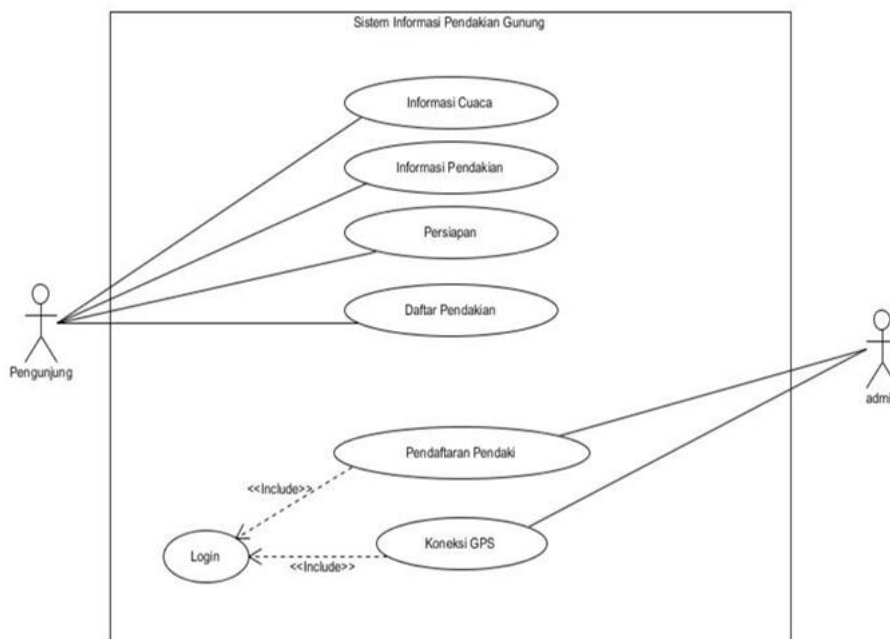 Sistem Informasi Pendakian Gunung
Informasi Cuaca
Informasi Pendakian
Persiapan
Daftar Pendakian
Pengunjung
admi
Pendaftaran Pendaki
<<Include>>
Koneksi GPS
Login
<<Include>>